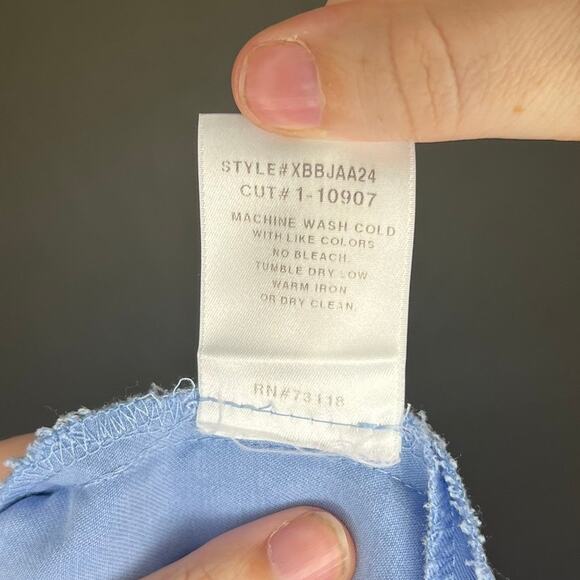 STYLE#XBBJAA24
CUT#1-10907
MACHINE WASH COLD
WITH LIKE COLORS
NO BLEACH.
TUMBLE DRY LOW
WARM IRON
OR DRY CLEAN.
RN#73118